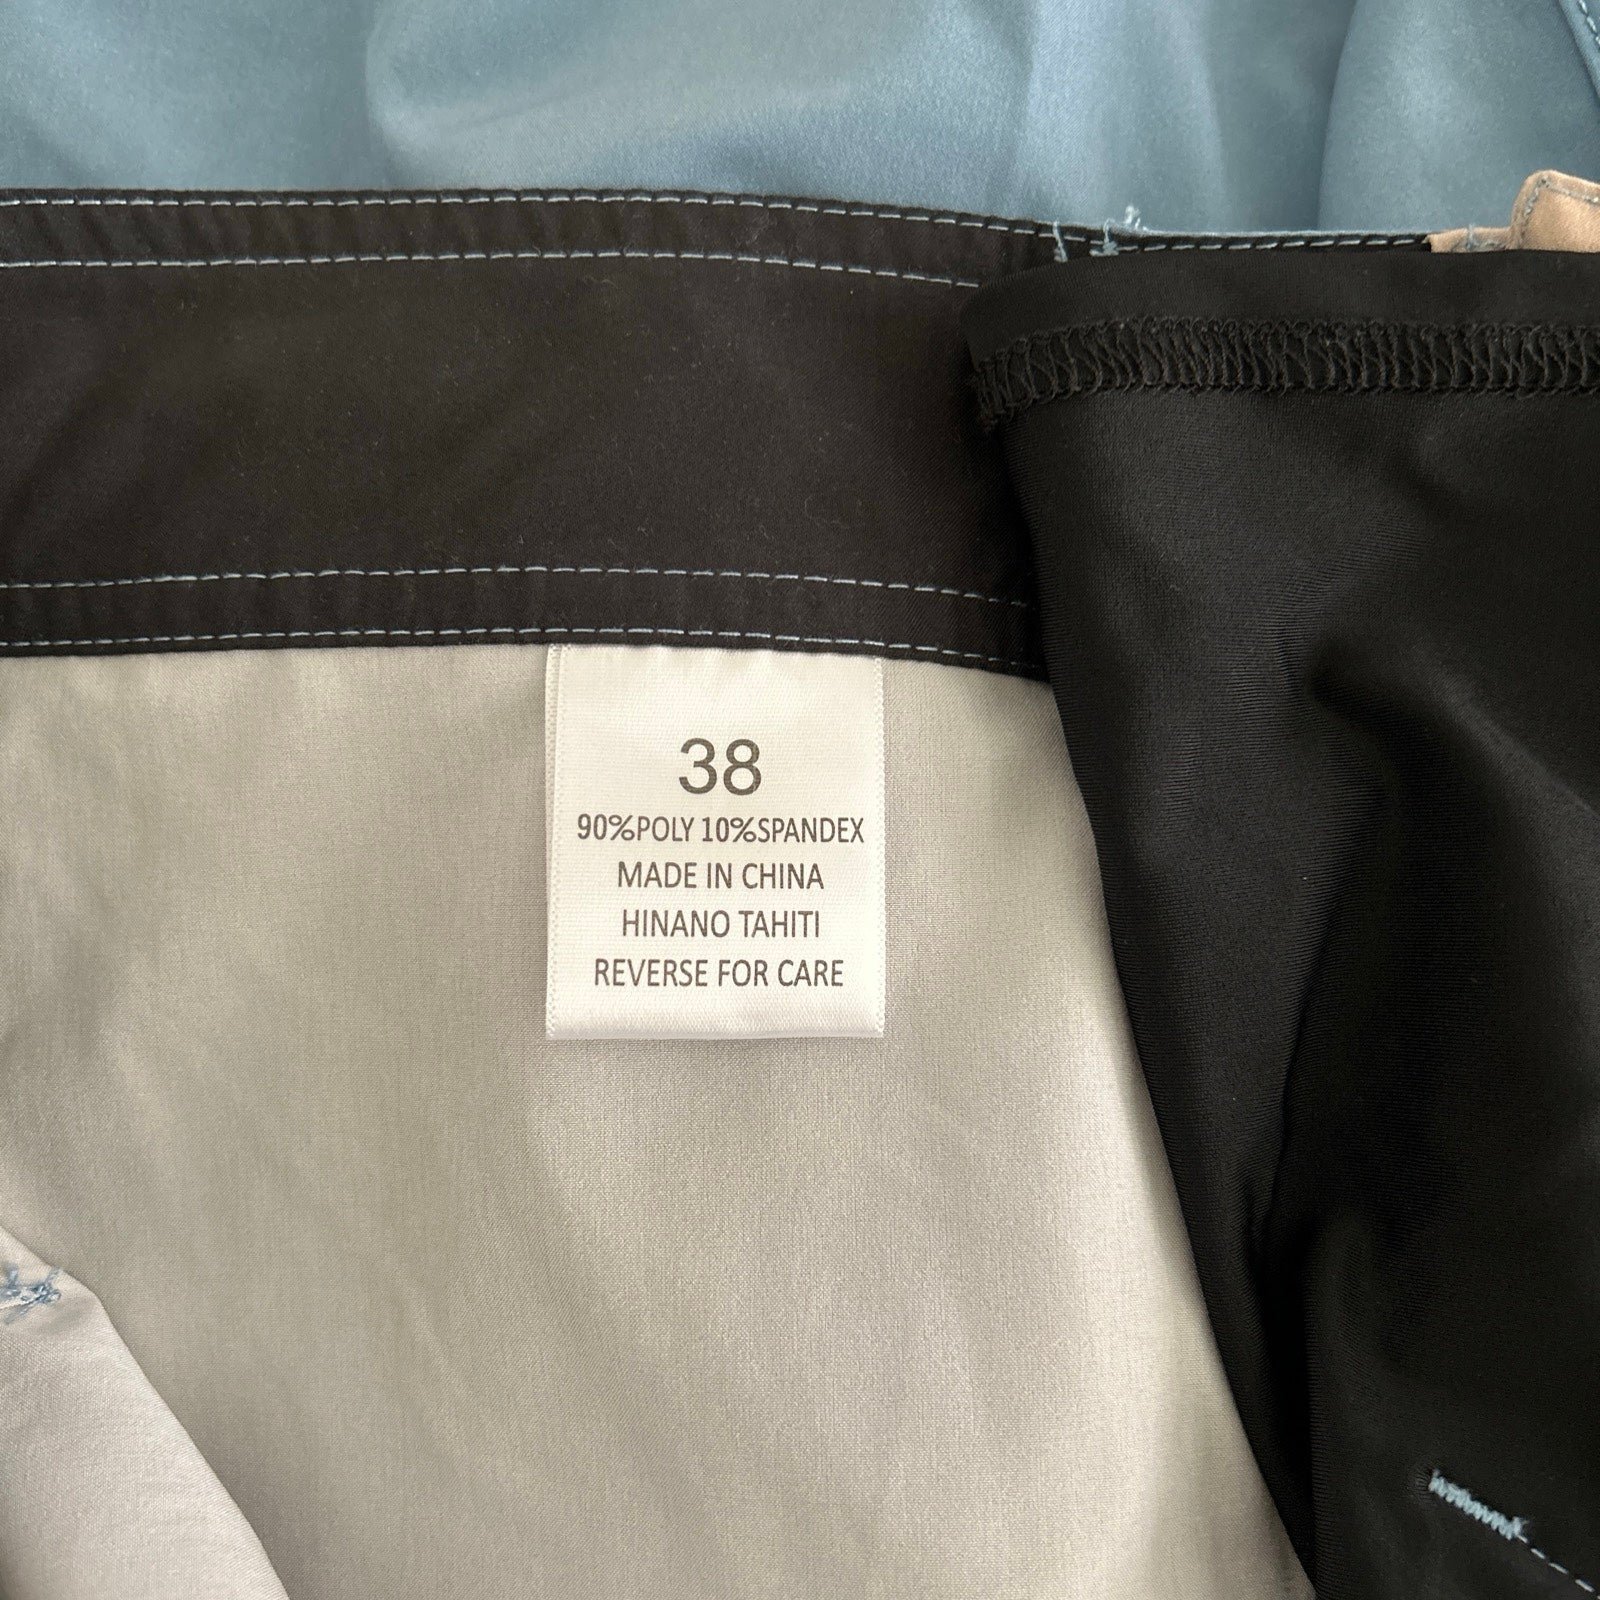 38
90%POLY 10%SPANDEX
MADE IN CHINA
HINANO TAHITI
REVERSE FOR CARE